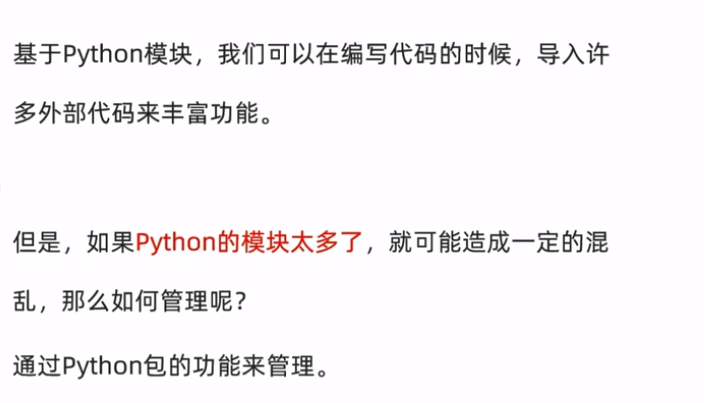 基于Python模块，我们可以在编写代码的时候，导入许
多外部代码来丰富功能。
但是，如果Python的模块太多了，就可能造成一定的混
乱，那么如何管理呢？
通过Python包的功能来管理。